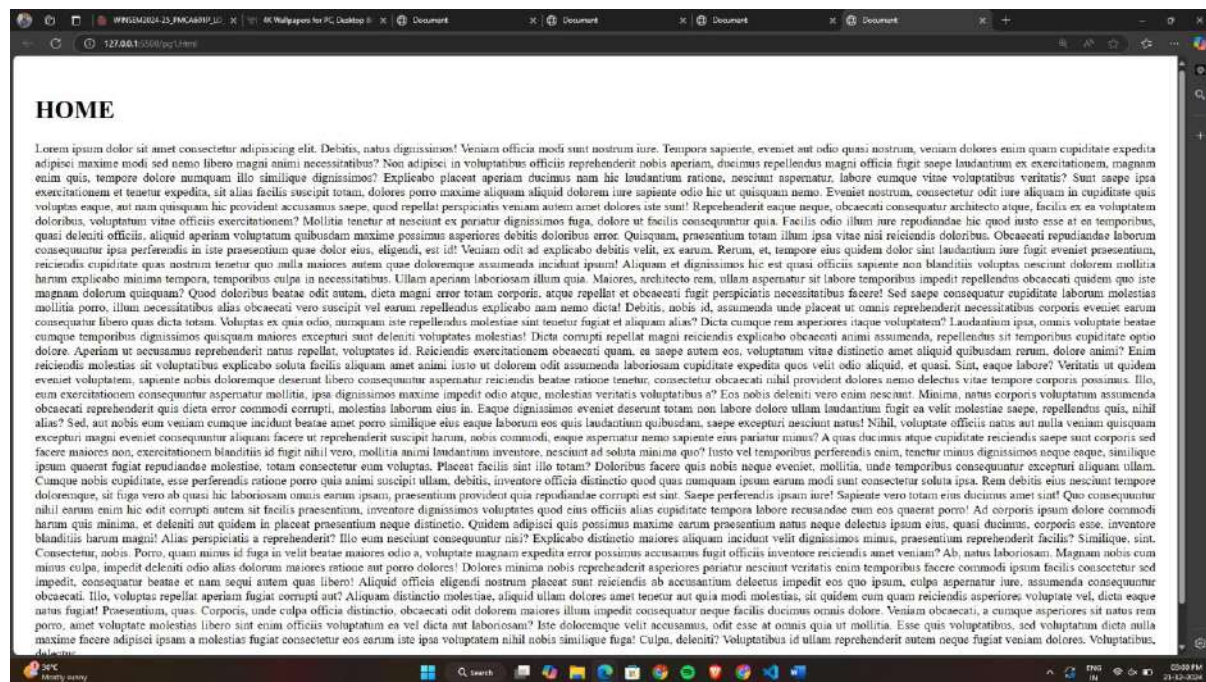 WINSEM2024-25_PMCA601P_LO
4K Wallpapers for PC, Desktop
Document
Document
Document
Document
127.0.0.1:5500/pg1.html
HOME
Lorem ipsum dolor sit amet consectetur adipisicing elit. Debitis, natus dignissimos! Veniam officia modi sunt nostrum iure. Tempora sapiente, eveniet aut odio quasi nostrum, veniam dolores enim quam cupiditate expedita
adipisci maxime modi sed nemo libero magni animi necessitatibus? Non adipisci in voluptatibus officiis reprehenderit nobis aperiam, ducimus repellendus magni officia fugit saepe laudantium ex exercitationem, magnam
enim quis, tempore dolore numquam illo similique dignissimos? Explicabo placeat aperiam ducimus nam hic laudantium ratione, nesciunt aspernatur, labore cumque vitae voluptatibus veritatis? Sunt saepe ipsa
exercitationem et tenetur expedita, sit alias facilis suscipit totam, dolores porro maxime aliquam aliquid dolorem iure sapiente odio hic ut quisquam nemo. Eveniet nostrum, consectetur odit iure aliquam in cupiditate quis
voluptas eaque, aut nam quisquam hic provident accusamus saepe, quod repellat perspiciatis veniam autem amet dolores iste sunt! Reprehenderit eaque neque, obcaecati consequatur architecto atque, facilis ex ea voluptatem
doloribus, voluptatum vitae officiis exercitationem? Mollitia tenetur at nesciunt ex pariatur dignissimos fuga, dolore ut facilis consequuntur quia. Facilis odio illum iure repudiandae hic quod iusto esse at ea temporibus,
quasi deleniti officiis, aliquid aperiam voluptatum quibusdam maxime possimus asperiores debitis doloribus error. Quisquam, praesentium totam illum ipsa vitae nisi reiciendis doloribus. Obcaecati repudiandae laborum
consequuntur ipsa perferendis in iste praesentium quae dolor eius, eligendi, est id! Veniam odit ad explicabo debitis velit, ex earum. Rerum, et, tempore eius quidem dolor sint laudantium iure fugit eveniet praesentium,
reiciendis cupiditate quas nostrum tenetur quo nulla maiores autem quae doloremque assumenda incidunt ipsum! Aliquam et dignissimos hic est quasi officiis sapiente non blanditiis voluptas nesciunt dolorem mollitia
harum explicabo minima tempora, temporibus culpa in necessitatibus. Ullam aperiam laboriosam illum quia. Maiores, architecto rem, ullam aspernatur sit labore temporibus impedit repellendus obcaecati quidem quo iste
magnam dolorum quisquam? Quod doloribus beatae odit autem, dicta magni error totam corporis, atque repellat et obcaecati fugit perspiciatis necessitatibus facere! Sed saepe consequatur cupiditate laborum molestias
mollitia porro, illum necessitatibus alias obcaecati vero suscipit vel earum repellendus explicabo nam nemo dicta! Debitis, nobis id, assumenda unde placeat ut omnis reprehenderit necessitatibus corporis eveniet earum
consequatur libero quas dicta totam. Voluptas ex quia odio, numquam iste repellendus molestiae sint tenetur fugiat et aliquam alias? Dicta cumque rem asperiores itaque voluptatem? Laudantium ipsa, omnis voluptate beatae
cumque temporibus dignissimos quisquam maiores excepturi sunt deleniti voluptates molestias! Dicta corrupti repellat magni reiciendis explicabo obcaecati animi assumenda, repellendus sit temporibus cupiditate optio
dolore. Aperiam ut accusamus reprehenderit natus repellat, voluptates id. Reiciendis exercitationem obcaecati quam, ea saepe autem eos, voluptatum vitae distinctio amet aliquid quibusdam rerum, dolore animi? Enim
reiciendis molestias sit voluptatibus explicabo soluta facilis aliquam amet animi iusto ut dolorem odit assumenda laboriosam cupiditate expedita quos velit odio aliquid, et quasi. Sint, eaque labore? Veritatis ut quidem
eveniet voluptatem, sapiente nobis doloremque deserunt libero consequuntur aspernatur reiciendis beatae ratione tenetur, consectetur obcaecati nihil provident dolores nemo delectus vitae tempore corporis possimus. Illo,
eum exercitationem consequuntur aspernatur mollitia, ipsa dignissimos maxime impedit odio atque, molestias veritatis voluptatibus a? Eos nobis deleniti vero enim nesciunt. Minima, natus corporis voluptatum assumenda
obcaecati reprehenderit quis dicta error commodi corrupti, molestias laborum eius in. Eaque dignissimos eveniet deserunt totam non labore dolore ullam laudantium fugit ea velit molestiae saepe, repellendus quis, nihil
alias? Sed, aut nobis eum veniam cumque incidunt beatae amet porro similique eius eaque laborum eos quis laudantium quibusdam, saepe excepturi nesciunt natus! Nihil, voluptate officiis natus aut nulla veniam quisquam
excepturi magni eveniet consequuntur aliquam facere ut reprehenderit suscipit harum, nobis commodi, eaque aspernatur nemo sapiente eius pariatur minus? A quas ducimus atque cupiditate reiciendis saepe sunt corporis sed
facere maiores non, exercitationem blanditiis id fugit nihil vero, mollitia animi laudantium inventore, nesciunt ad soluta minima quo? Iusto vel temporibus perferendis enim, tenetur minus dignissimos neque eaque, similique
ipsum quaerat fugiat repudiandae molestiae, totam consectetur eum voluptas. Placeat facilis sint illo totam? Doloribus facere quis nobis neque eveniet, mollitia, unde temporibus consequuntur excepturi aliquam ullam.
Cumque nobis cupiditate, esse perferendis ratione porro quia animi suscipit ullam, debitis, inventore officia distinctio quod quas numquam ipsum earum modi sunt consectetur soluta ipsa. Rem debitis eius nesciunt tempore
doloremque, sit fuga vero ab quasi hic laboriosam omnis earum ipsam, praesentium provident quia repudiandae corrupti est sint. Saepe perferendis ipsam iure! Sapiente vero totam eius ducimus amet sint! Quo consequuntur
nihil earum enim hic odit corrupti autem sit facilis praesentium, inventore dignissimos voluptates quod eius officiis alias cupiditate tempora labore recusandae cum eos quaerat porro! Ad corporis ipsum dolore commodi
harum quis minima, et deleniti aut quidem in placeat praesentium neque distinctio. Quidem adipisci quis possimus maxime earum praesentium natus neque delectus ipsum eius, quasi ducimus, corporis esse, inventore
blanditiis harum magni! Alias perspiciatis a reprehenderit? Illo eum nesciunt consequuntur nisi? Explicabo distinctio maiores aliquam incidunt velit dignissimos minus, praesentium reprehenderit facilis? Similique, sint.
Consectetur, nobis. Porro, quam minus id fuga in velit beatae maiores odio a, voluptate magnam expedita error possimus accusamus fugit officiis inventore reiciendis amet veniam? Ab, natus laboriosam. Magnam nobis cum
minus culpa, impedit deleniti odio alias dolorum maiores ratione aut porro dolores! Dolores minima nobis reprehenderit asperiores pariatur nesciunt veritatis enim temporibus facere commodi ipsum facilis consectetur sed
impedit, consequatur beatae et nam sequi autem quas libero! Aliquid officia eligendi nostrum placeat sunt reiciendis ab accusantium delectus impedit eos quo ipsum, culpa aspernatur iure, assumenda consequuntur
obcaecati. Illo, voluptas repellat aperiam fugiat corrupti aut? Aliquam distinctio molestiae, aliquid ullam dolores amet tenetur aut quia modi molestias, sit quidem cum quam reiciendis asperiores voluptate vel, dicta eaque
natus fugiat! Praesentium, quas. Corporis, unde culpa officia distinctio, obcaecati odit dolorem maiores illum impedit consequatur neque facilis ducimus omnis dolore. Veniam obcaecati, a cumque asperiores sit natus rem
porro, amet voluptate molestias libero sint enim officiis voluptatum ea vel dicta aut laboriosam? Iste doloremque velit accusamus, odit esse at omnis quia ut mollitia. Esse quis voluptatibus, sed voluptatum dicta nulla
maxime facere adipisci ipsam a molestias fugiat consectetur eos earum iste ipsa voluptatem nihil nobis similique fuga! Culpa, deleniti? Voluptatibus id ullam reprehenderit autem neque fugiat veniam dolores. Voluptatibus,
delectus
30°C
Mostly sunny
Search
ENG
IN
03:00 PM
21-12-2024